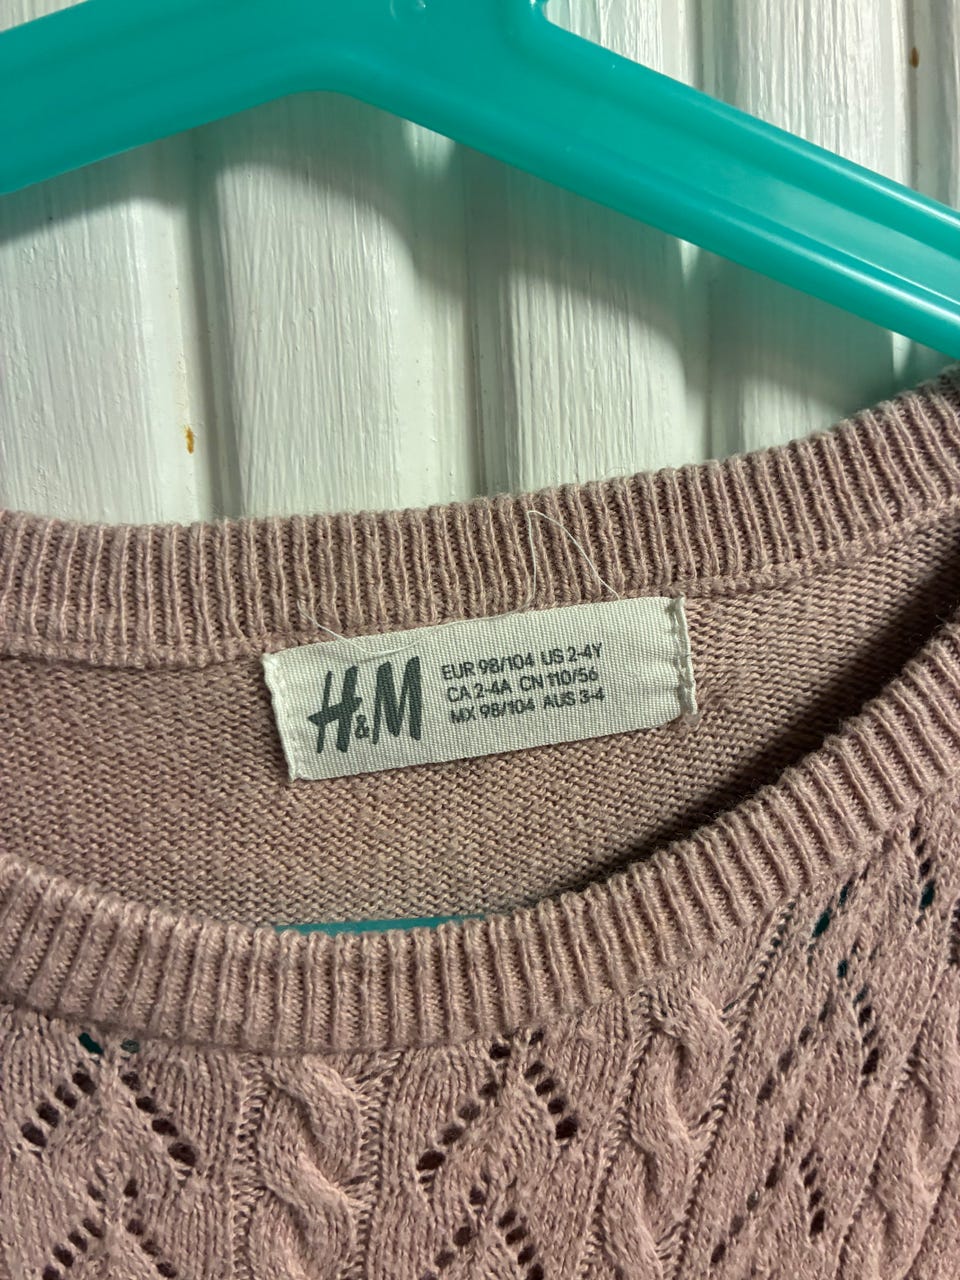 H&M
EUR 98/104 US 2-4Y
CA 2-4A CN 110/56
MX 98/104 AUS 3-4